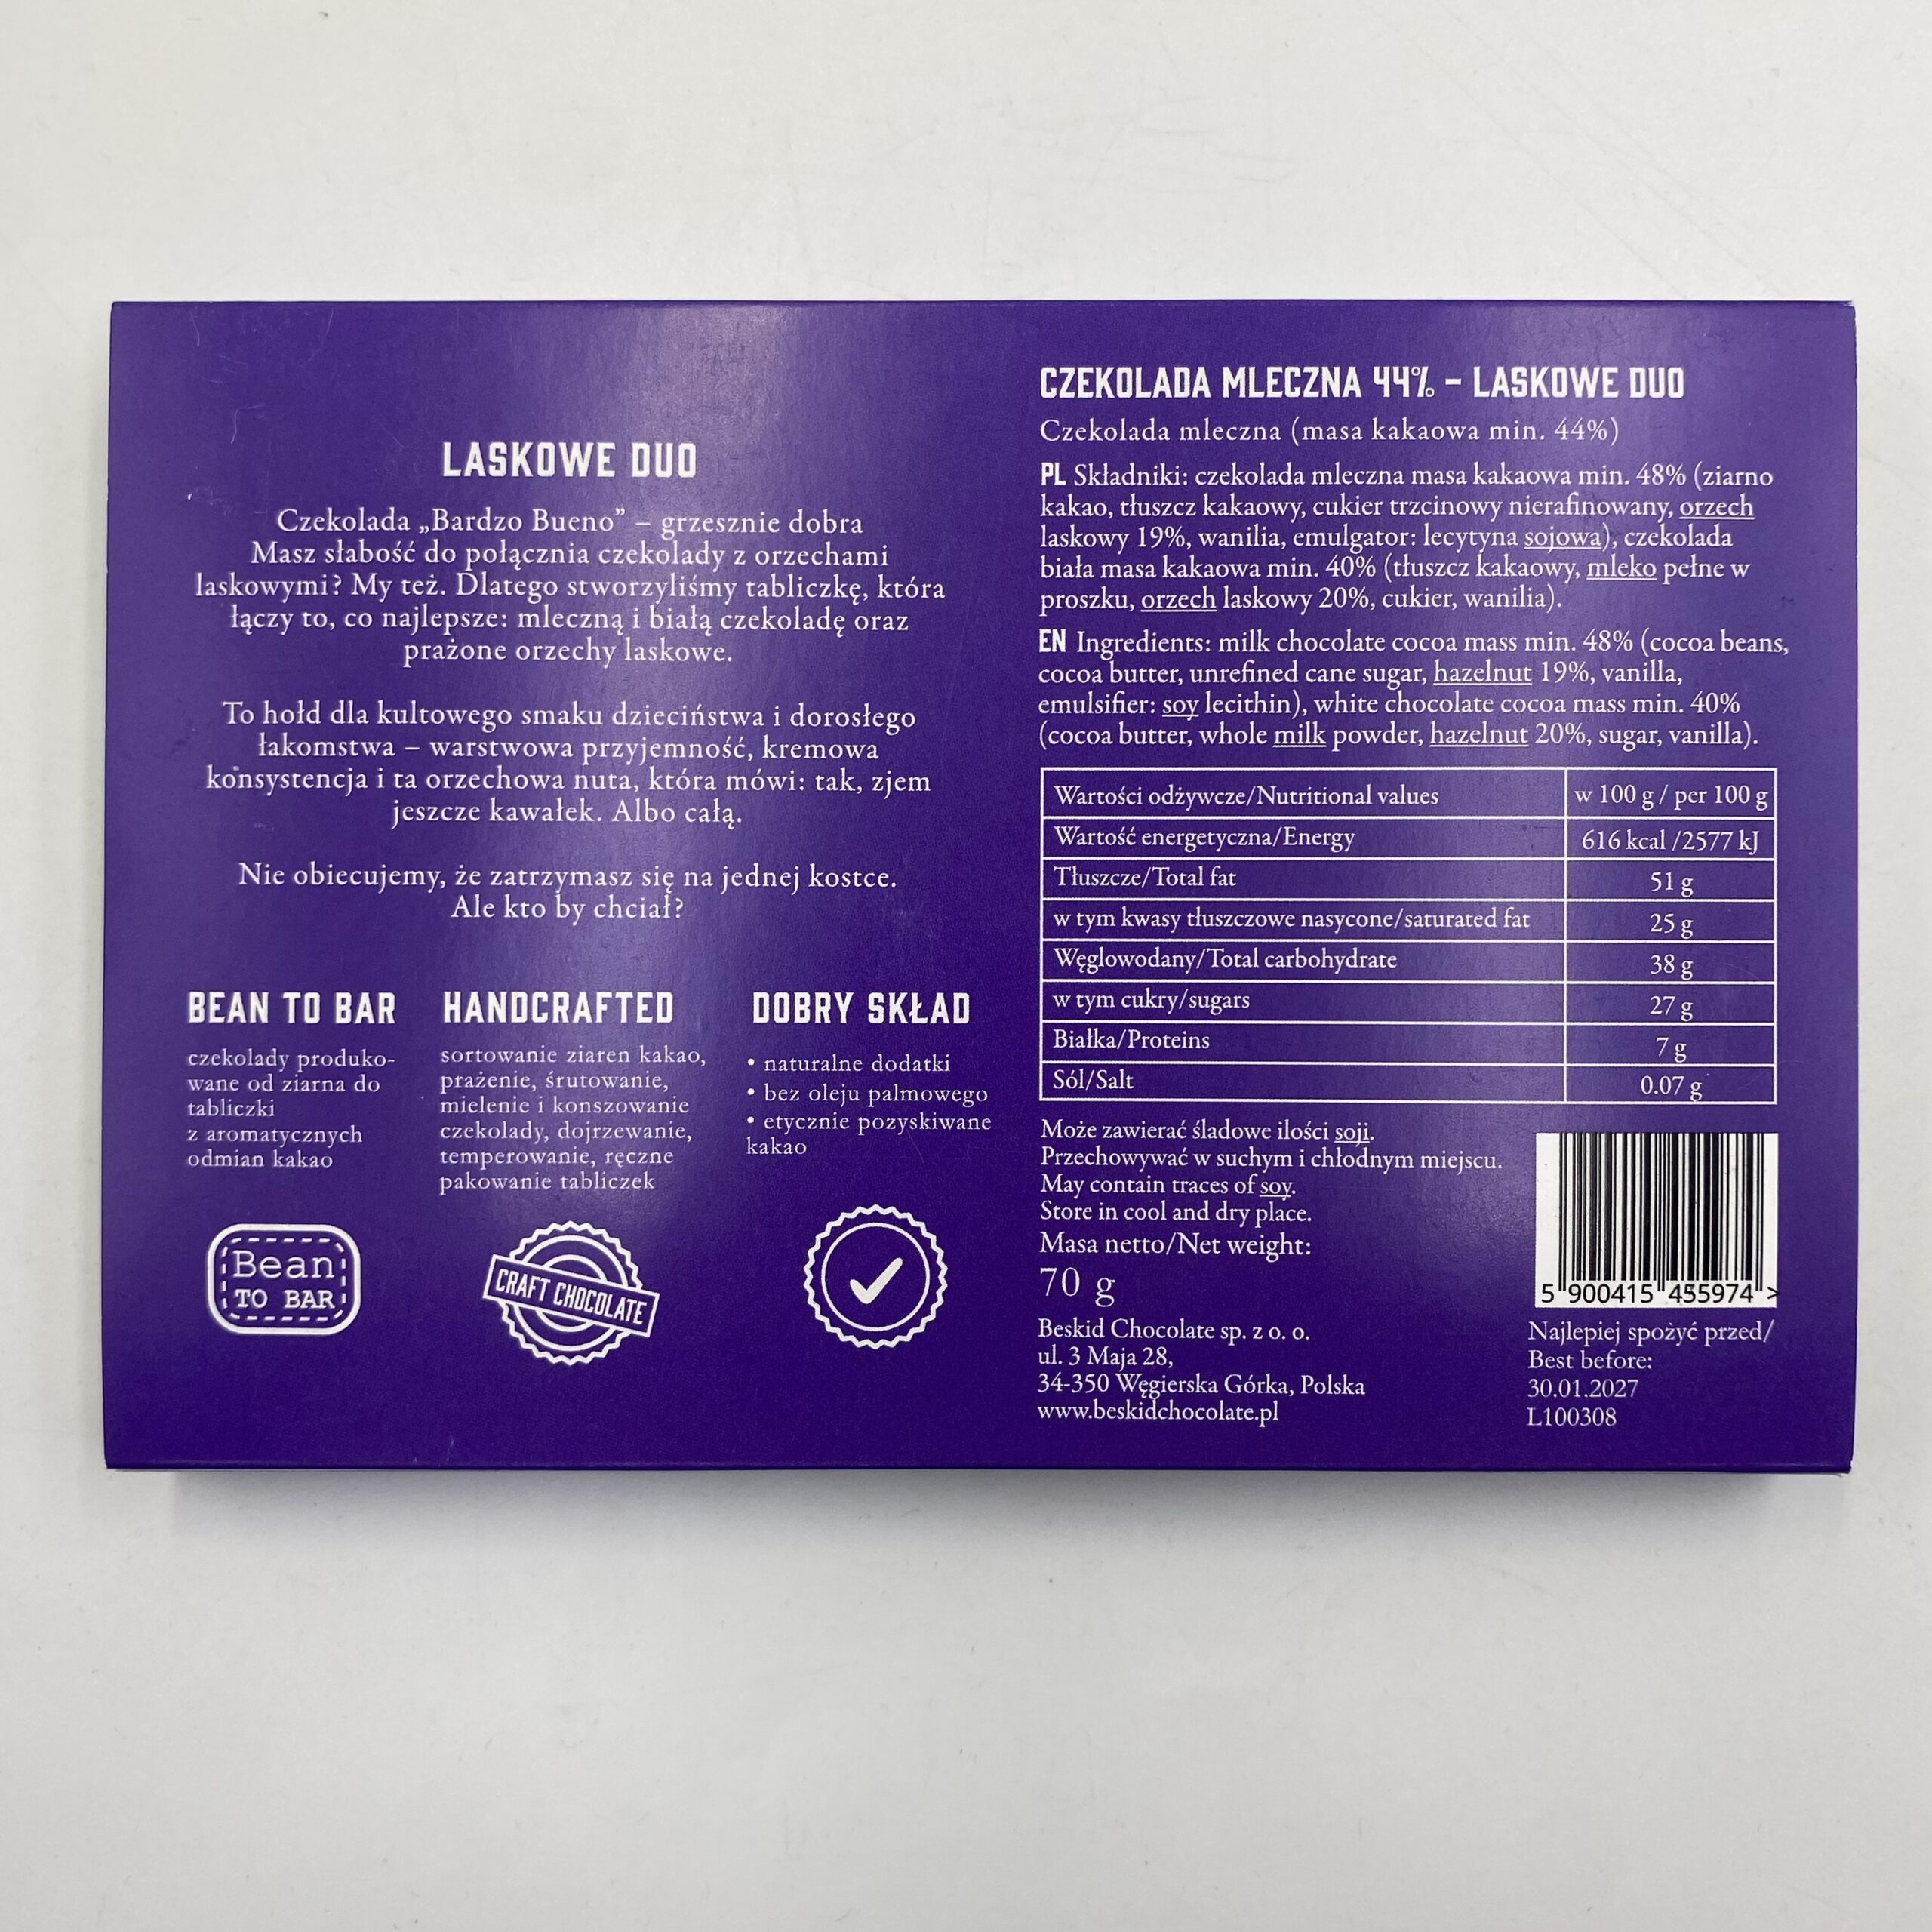 LASKOWE DUO
Czekolada „Bardzo Bueno” – grzesznie dobra
Masz słabość do połącznia czekolady z orzechami
laskowymi? My też. Dlatego stworzyliśmy tabliczkę, która
łączy to, co najlepsze: mleczną i białą czekoladę oraz
prażone orzechy laskowe.
To hołd dla kultowego smaku dzieciństwa i dorosłego
łakomstwa – warstwowa przyjemność, kremowa
konsystencja i ta orzechowa nuta, która mówi: tak, zjem
jeszcze kawałek. Albo całą.
Nie obiecujemy, że zatrzymasz się na jednej kostce.
Ale kto by chciał?
BEAN TO BAR
czekolady produko-
wane od ziarna do
tabliczki
z aromatycznych
odmian kakao
Bean
TO BAR
HANDCRAFTED
sortowanie ziaren kakao,
prażenie, śrutowanie,
mielenie i konszowanie
czekolady, dojrzewanie,
temperowanie, ręczne
pakowanie tabliczek
CRAFT CHOCOLATE
DOBRY SKŁAD
• naturalne dodatki
• bez oleju palmowego
• etycznie pozyskiwane
kakao
CZEKOLADA MLECZNA 44% – LASKOWE DUO
Czekolada mleczna (masa kakaowa min. 44%)
PL Składniki: czekolada mleczna masa kakaowa min. 48% (ziarno
kakao, tłuszcz kakaowy, cukier trzcinowy nierafinowany, orzech
laskowy 19%, wanilia, emulgator: lecytyna sojowa), czekolada
biała masa kakaowa min. 40% (tłuszcz kakaowy, mleko pełne w
proszku, orzech laskowy 20%, cukier, wanilia).
EN Ingredients: milk chocolate cocoa mass min. 48% (cocoa beans,
cocoa butter, unrefined cane sugar, hazelnut 19%, vanilla,
emulsifier: soy lecithin), white chocolate cocoa mass min. 40%
(cocoa butter, whole milk powder, hazelnut 20%, sugar, vanilla).
Wartości odżywcze/Nutritional values w 100 g / per 100 g
Wartość energetyczna/Energy 616 kcal /2577 kJ
Tłuszcze/Total fat 51 g
w tym kwasy tłuszczowe nasycone/saturated fat 25 g
Węglowodany/Total carbohydrate 38 g
w tym cukry/sugars 27 g
Białka/Proteins 7 g
Sól/Salt 0.07 g
Może zawierać śladowe ilości soji.
Przechowywać w suchym i chłodnym miejscu.
May contain traces of soy.
Store in cool and dry place.
Masa netto/Net weight:
70 g
Beskid Chocolate sp. z o. o.
ul. 3 Maja 28,
34-350 Węgierska Górka, Polska
www.beskidchocolate.pl
5 900415 455974 >
Najlepiej spożyć przed/
Best before:
30.01.2027
L100308